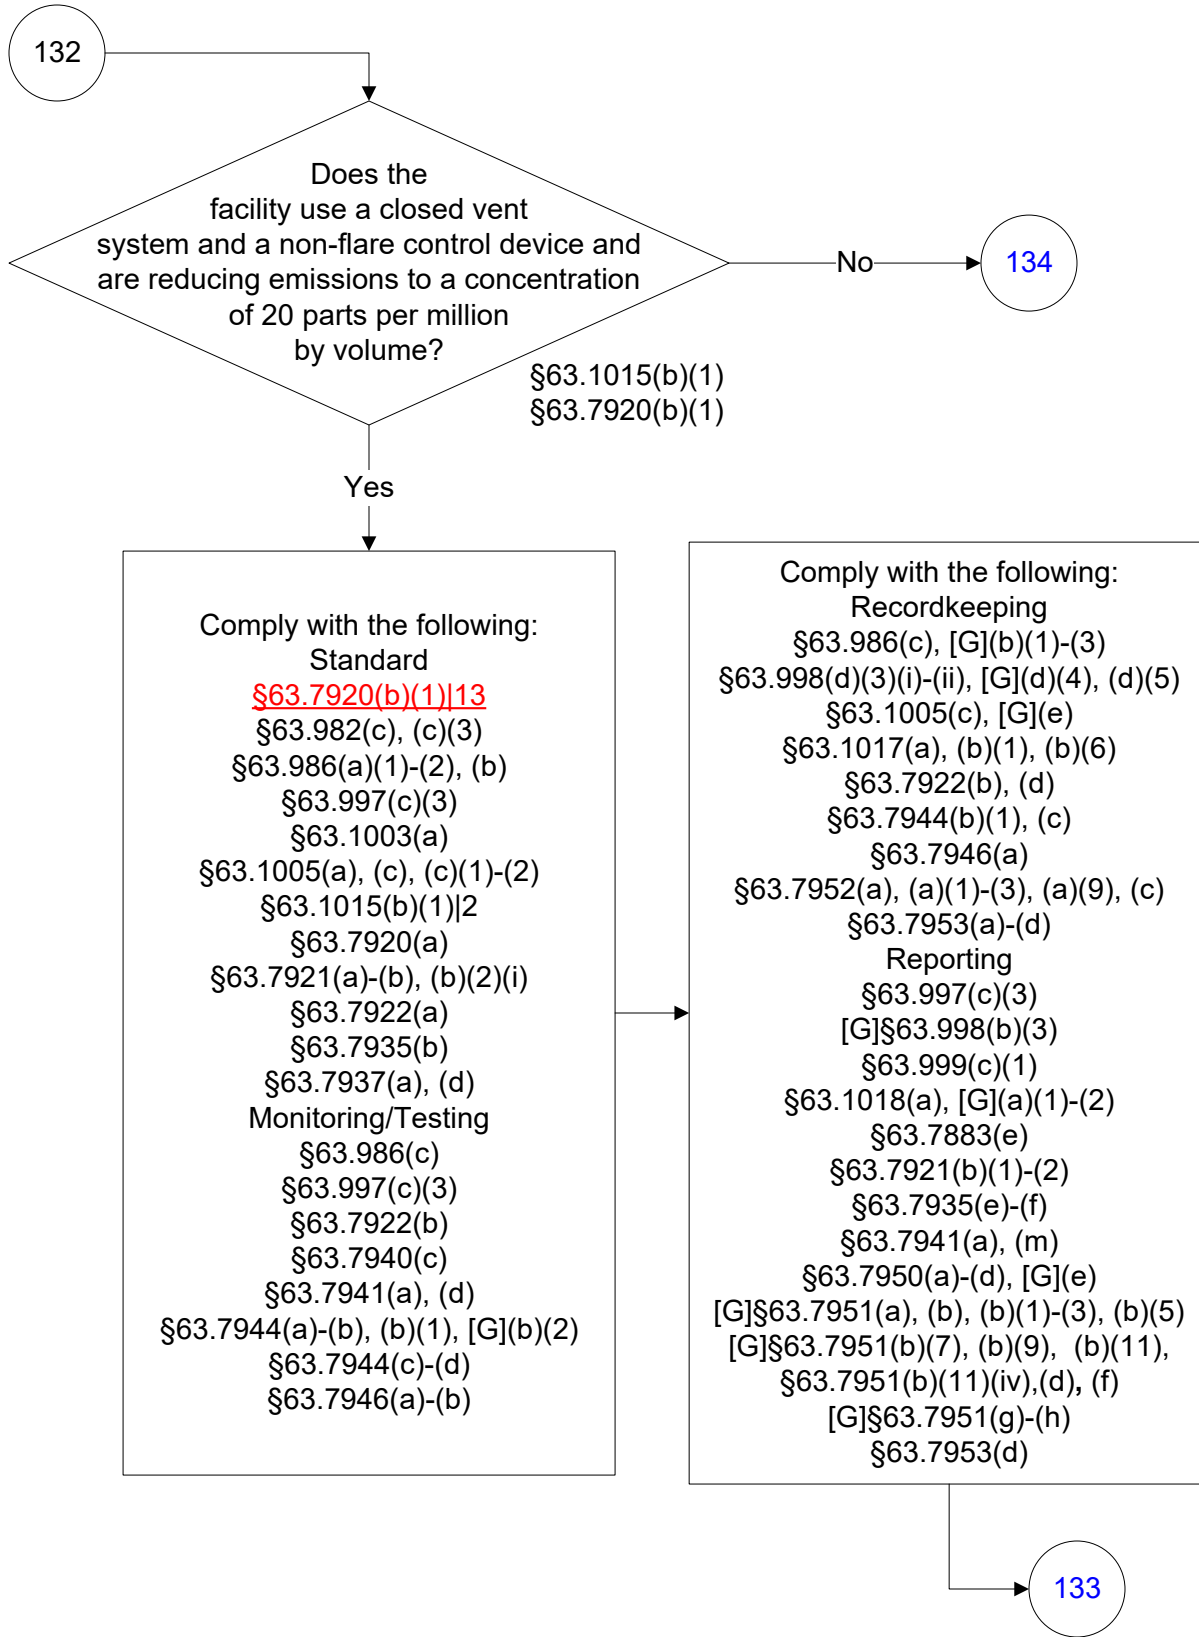 132
Does the
facility use a closed vent
system and a non-flare control device and
are reducing emissions to a concentration
of 20 parts per million
by volume?
No
134
§63.1015(b)(1)
§63.7920(b)(1)
Yes
Comply with the following:
Standard
§63.7920(b)(1)|13
§63.982(c), (c)(3)
§63.986(a)(1)-(2), (b)
§63.997(c)(3)
§63.1003(a)
§63.1005(a), (c), (c)(1)-(2)
§63.1015(b)(1)|2
§63.7920(a)
§63.7921(a)-(b), (b)(2)(i)
§63.7922(a)
§63.7935(b)
§63.7937(a), (d)
Monitoring/Testing
§63.986(c)
§63.997(c)(3)
§63.7922(b)
§63.7940(c)
§63.7941(a), (d)
§63.7944(a)-(b), (b)(1), [G](b)(2)
§63.7944(c)-(d)
§63.7946(a)-(b)
Comply with the following:
Recordkeeping
§63.986(c), [G](b)(1)-(3)
§63.998(d)(3)(i)-(ii), [G](d)(4), (d)(5)
§63.1005(c), [G](e)
§63.1017(a), (b)(1), (b)(6)
§63.7922(b), (d)
§63.7944(b)(1), (c)
§63.7946(a)
§63.7952(a), (a)(1)-(3), (a)(9), (c)
§63.7953(a)-(d)
Reporting
§63.997(c)(3)
[G]§63.998(b)(3)
§63.999(c)(1)
§63.1018(a), [G](a)(1)-(2)
§63.7883(e)
§63.7921(b)(1)-(2)
§63.7935(e)-(f)
§63.7941(a), (m)
§63.7950(a)-(d), [G](e)
[G]§63.7951(a), (b), (b)(1)-(3), (b)(5)
[G]§63.7951(b)(7), (b)(9), (b)(11),
§63.7951(b)(11)(iv),(d), (f)
[G]§63.7951(g)-(h)
§63.7953(d)
133